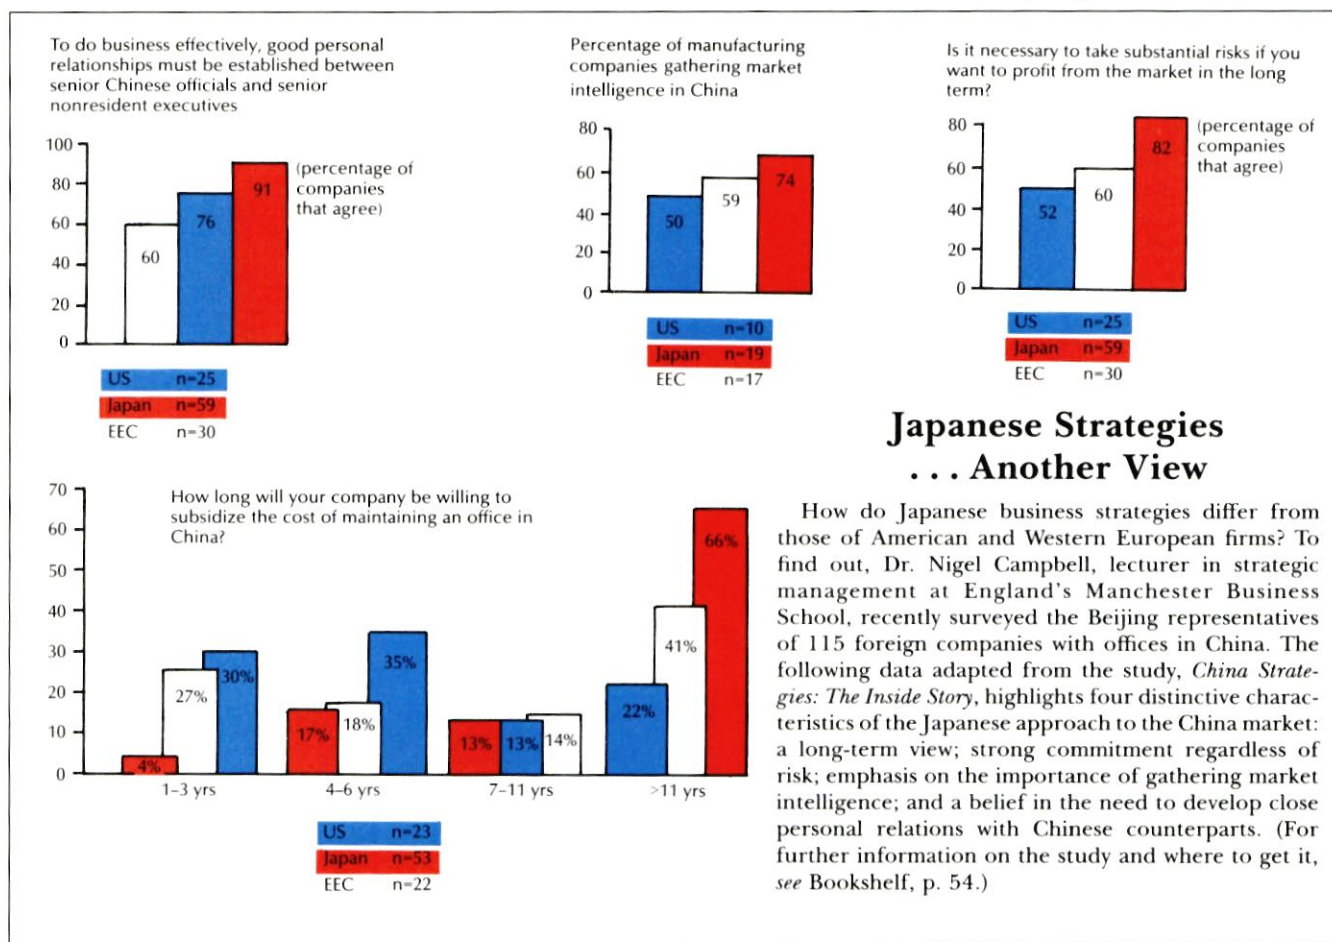 To do business effectively, good personal
relationships must be established between
senior Chinese officials and senior
nonresident executives
100
80
60
40
20
0
60
76
91
(percentage of
companies
that agree)
US n=25
Japan n=59
EEC n=30
Percentage of manufacturing
companies gathering market
intelligence in China
80
60
40
20
0
50
59
74
US n=10
Japan n=19
EEC n=17
Is it necessary to take substantial risks if you
want to profit from the market in the long
term?
80
60
40
20
0
52
60
82
(percentage of
companies
that agree)
US n=25
Japan n=59
EEC n=30
How long will your company be willing to
subsidize the cost of maintaining an office in
China?
70
60
50
40
30
20
10
0
4%
27%
30%
17%
18%
35%
13%
13%
14%
22%
41%
66%
1–3 yrs
4–6 yrs
7–11 yrs
>11 yrs
US n=23
Japan n=53
EEC n=22
Japanese Strategies
. . . Another View
How do Japanese business strategies differ from
those of American and Western European firms? To
find out, Dr. Nigel Campbell, lecturer in strategic
management at England's Manchester Business
School, recently surveyed the Beijing representatives
of 115 foreign companies with offices in China. The
following data adapted from the study, China Strate-
gies: The Inside Story, highlights four distinctive charac-
teristics of the Japanese approach to the China market:
a long-term view; strong commitment regardless of
risk; emphasis on the importance of gathering market
intelligence; and a belief in the need to develop close
personal relations with Chinese counterparts. (For
further information on the study and where to get it,
see Bookshelf, p. 54.)